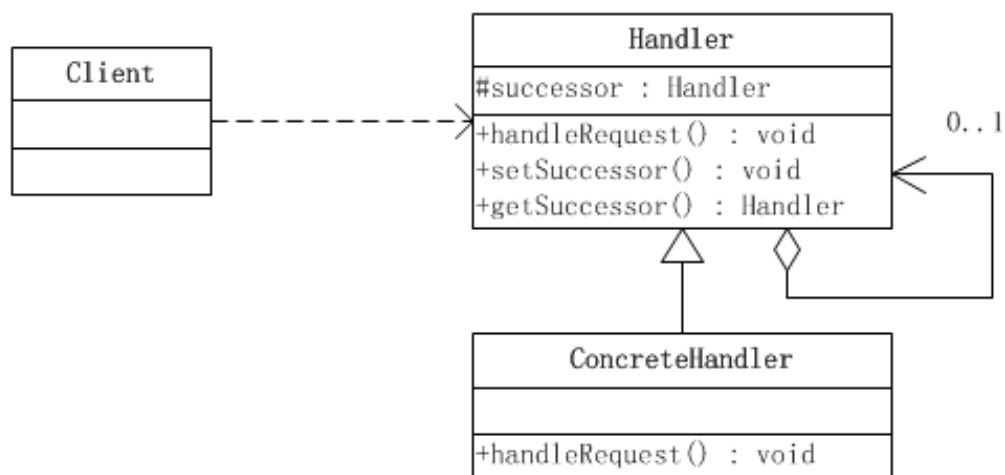 Client
Handler
#successor : Handler
+handleRequest() : void
+setSuccessor() : void
+getSuccessor() : Handler
0..1
ConcreteHandler
+handleRequest() : void